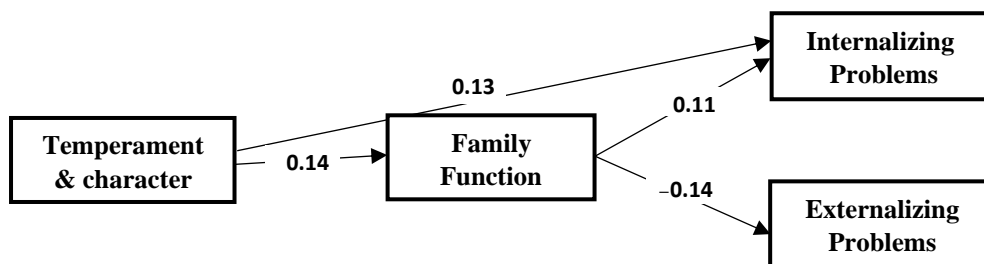 Internalizing
Problems
0.13
0.11
Temperament
& character
0.14
Family
Function
–0.14
Externalizing
Problems